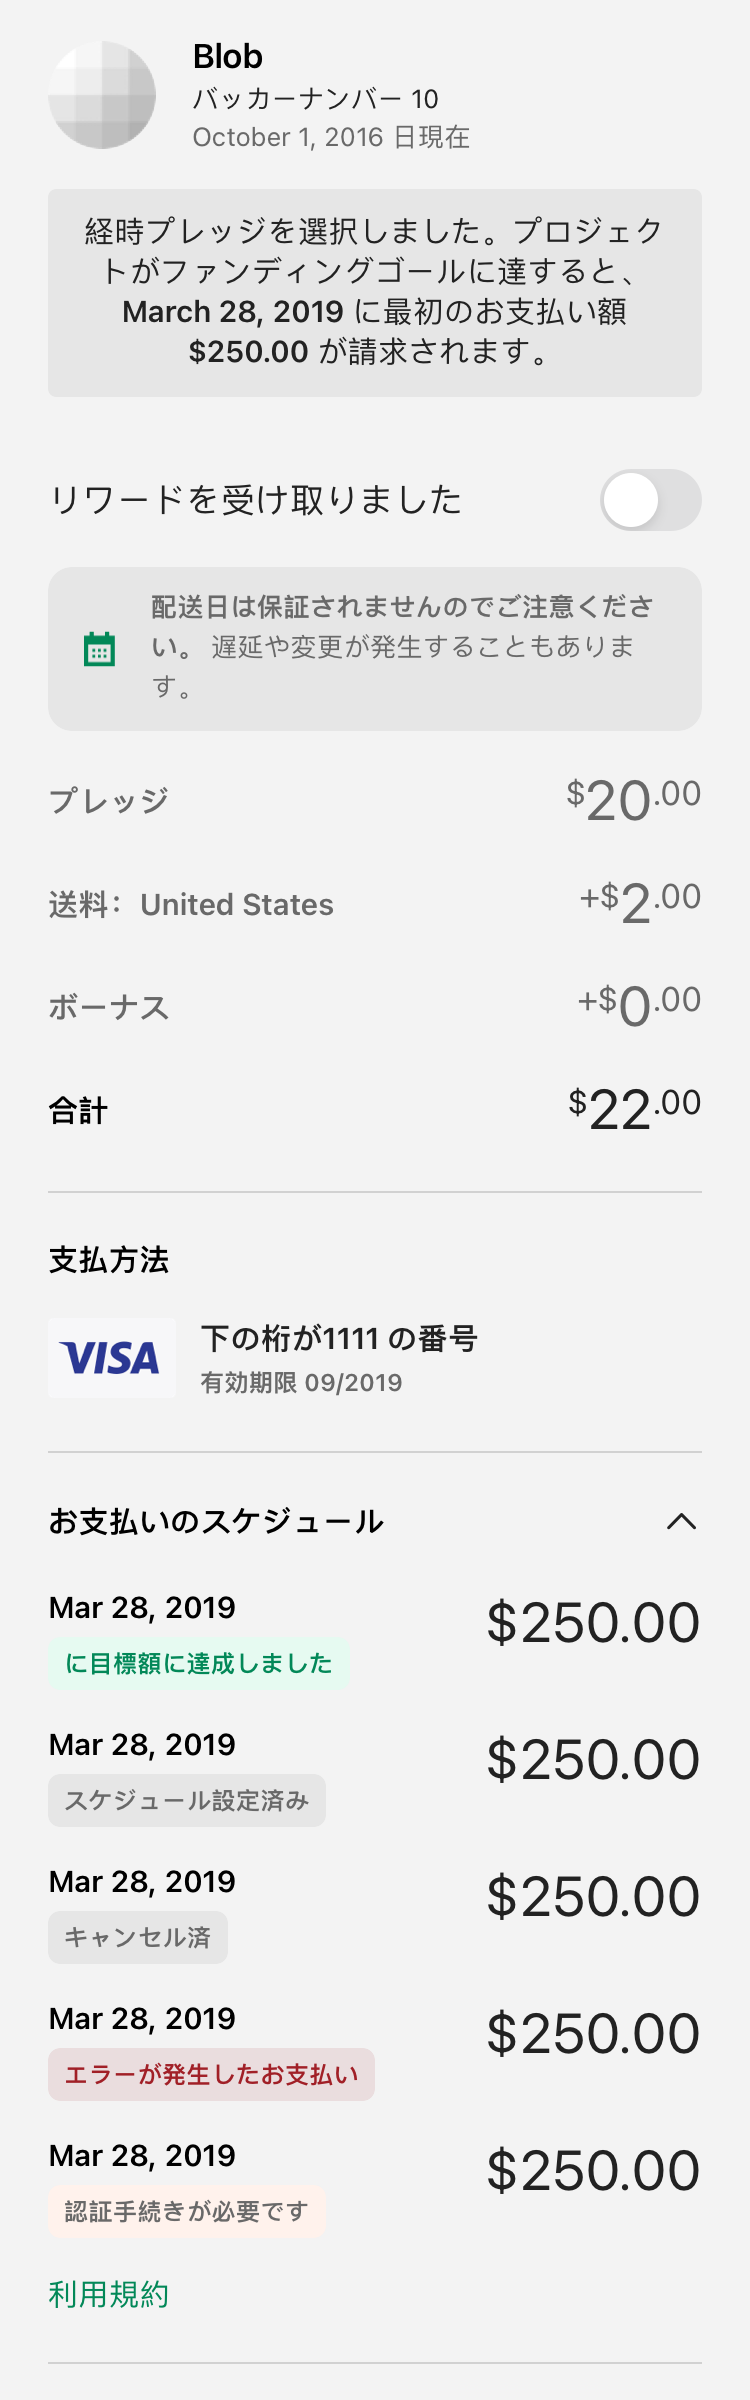 Blob
バッカーナンバー 10
October 1, 2016 日現在
経時プレッジを選択しました。プロジェク
トがファンディングゴールに達すると、
March 28, 2019 に最初のお支払い額
$250.00 が請求されます。
リワードを受け取りました
配送日は保証されませんのでご注意くださ
い。 遅延や変更が発生することもありま
す。
プレッジ $20.00
送料： United States +$2.00
ボーナス +$0.00
合計 $22.00
支払方法
VISA
下の桁が1111 の番号
有効期限 09/2019
お支払いのスケジュール
Mar 28, 2019 $250.00
に目標額に達成しました
Mar 28, 2019 $250.00
スケジュール設定済み
Mar 28, 2019 $250.00
キャンセル済
Mar 28, 2019 $250.00
エラーが発生したお支払い
Mar 28, 2019 $250.00
認証手続きが必要です
利用規約